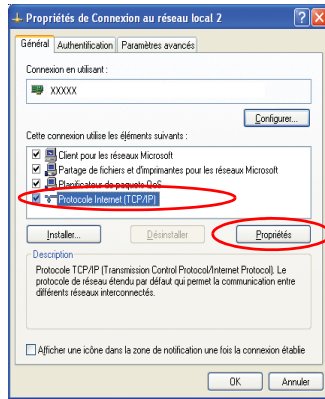 Propriétés de Connexion au réseau local 2
Général Authentification Paramètres avancés
Connexion en utilisant :
XXXXX
Configurer...
Cette connexion utilise les éléments suivants :
Client pour les réseaux Microsoft
Partage de fichiers et d'imprimantes pour les réseaux Microsoft
Planificateur de paquets QoS
Protocole Internet (TCP/IP)
Installer... Désinstaller Propriétés
Description
Protocole TCP/IP (Transmission Control Protocol/Internet Protocol). Le
protocole de réseau étendu par défaut qui permet la communication entre
différents réseaux interconnectés.
Afficher une icône dans la zone de notification une fois la connexion établie
OK Annuler